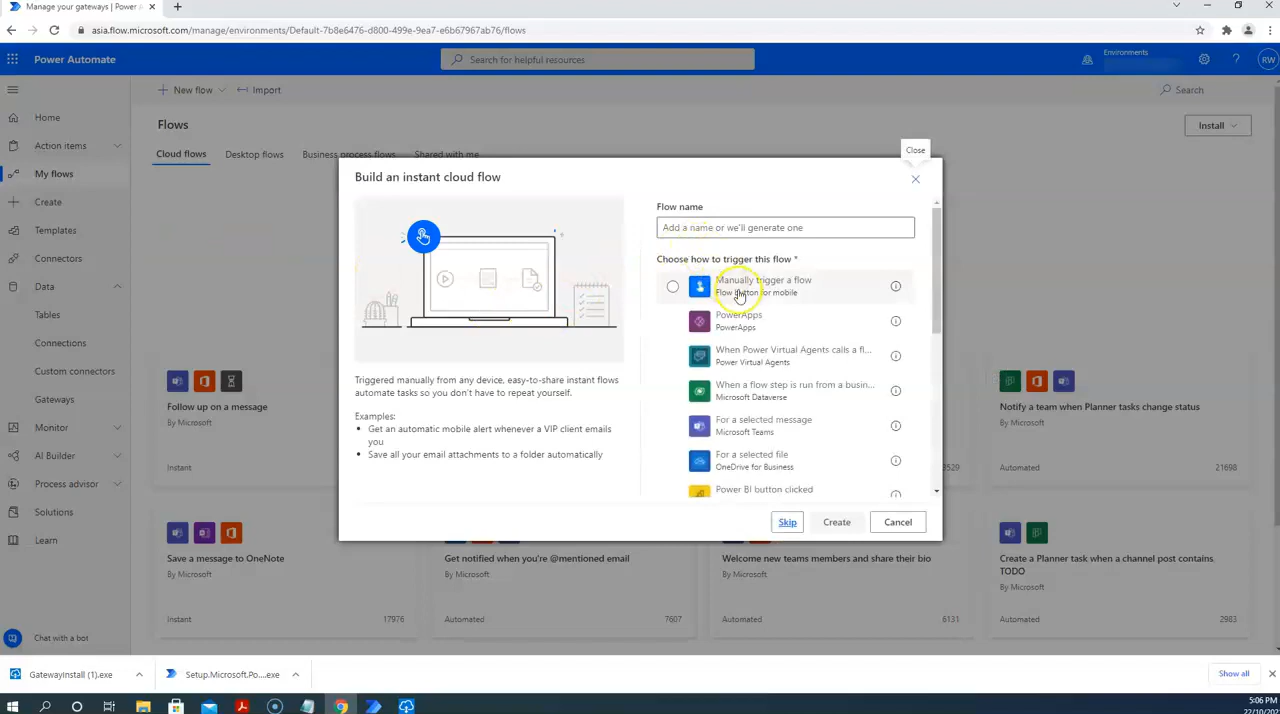 Manage your gateways | Power A
asia.flow.microsoft.com/manage/environments/Default-7b8e6476-d800-499e-9ea7-e6b67967ab76/flows
Power Automate
Search for helpful resources
Environments
RW
New flow
Import
Search
Home
Action items
My flows
Create
Templates
Connectors
Data
Tables
Connections
Custom connectors
Gateways
Monitor
AI Builder
Process advisor
Solutions
Learn
Chat with a bot
Flows
Install
Cloud flows
Desktop flows
Business process flows
Shared with me
Close
Build an instant cloud flow
Triggered manually from any device, easy-to-share instant flows
automate tasks so you don't have to repeat yourself.
Examples:
• Get an automatic mobile alert whenever a VIP client emails
you
• Save all your email attachments to a folder automatically
Flow name
Add a name or we'll generate one
Choose how to trigger this flow *
Manually trigger a flow
Flow button for mobile
PowerApps
PowerApps
When Power Virtual Agents calls a fl...
Power Virtual Agents
When a flow step is run from a busin...
Microsoft Dataverse
For a selected message
Microsoft Teams
For a selected file
OneDrive for Business
Power BI button clicked
Skip
Create
Cancel
Follow up on a message
By Microsoft
Instant
3529
Notify a team when Planner tasks change status
By Microsoft
Automated
21698
Save a message to OneNote
By Microsoft
Instant
17976
Get notified when you're @mentioned email
By Microsoft
Automated
7607
Welcome new teams members and share their bio
By Microsoft
Automated
6131
Create a Planner task when a channel post contains
TODO
By Microsoft
Automated
2983
GatewayInstall (1).exe
Setup.Microsoft.Po....exe
Show all
5:06 PM